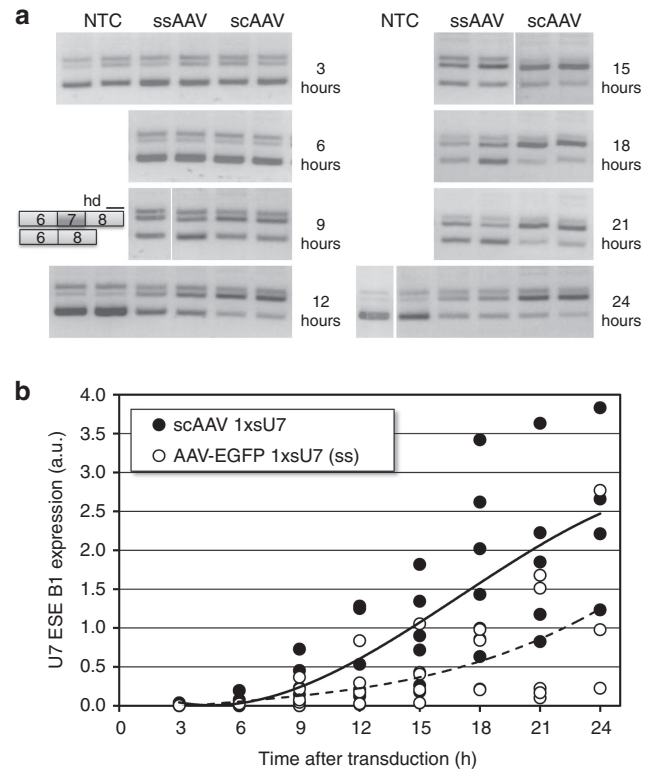 a
NTC ssAAV scAAV
3 hours
6 hours
hd
6 7 8
6 8
9 hours
12 hours
NTC ssAAV scAAV
15 hours
18 hours
21 hours
24 hours
b
U7 ESE B1 expression (a.u.)
4.0
3.5
3.0
2.5
2.0
1.5
1.0
0.5
0.0
scAAV 1xsU7
AAV-EGFP 1xsU7 (ss)
0 3 6 9 12 15 18 21 24
Time after transduction (h)